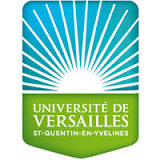 UNIVERSITÉ DE
VERSAILLES
ST-QUENTIN-EN-YVELINES